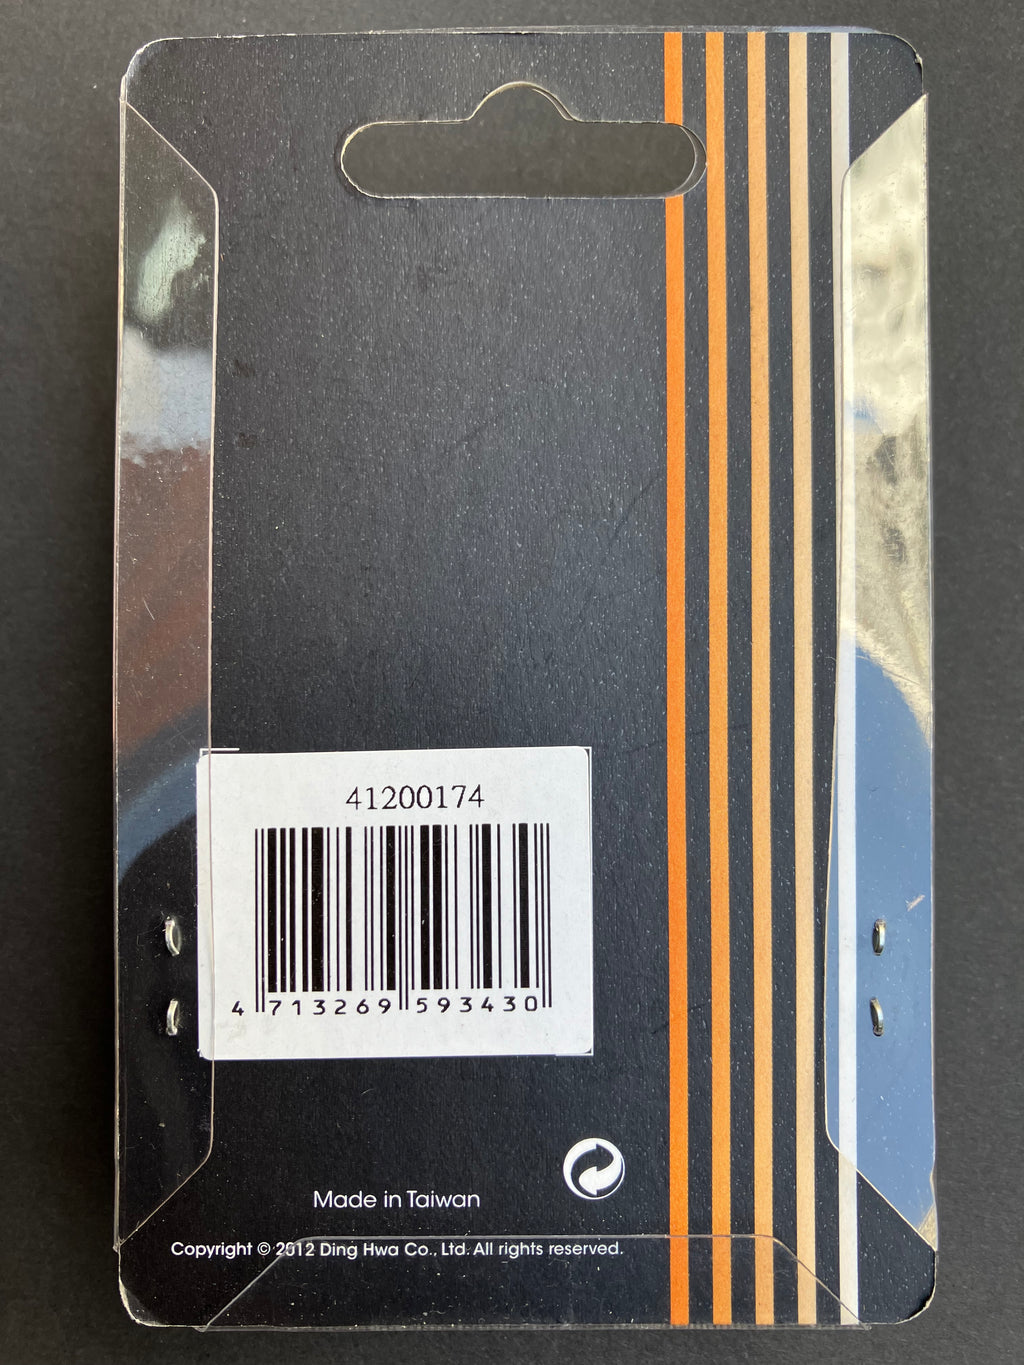 41200174
4 713269 593430
Made in Taiwan
Copyright © 2012 Ding Hwa Co., Ltd. All rights reserved.